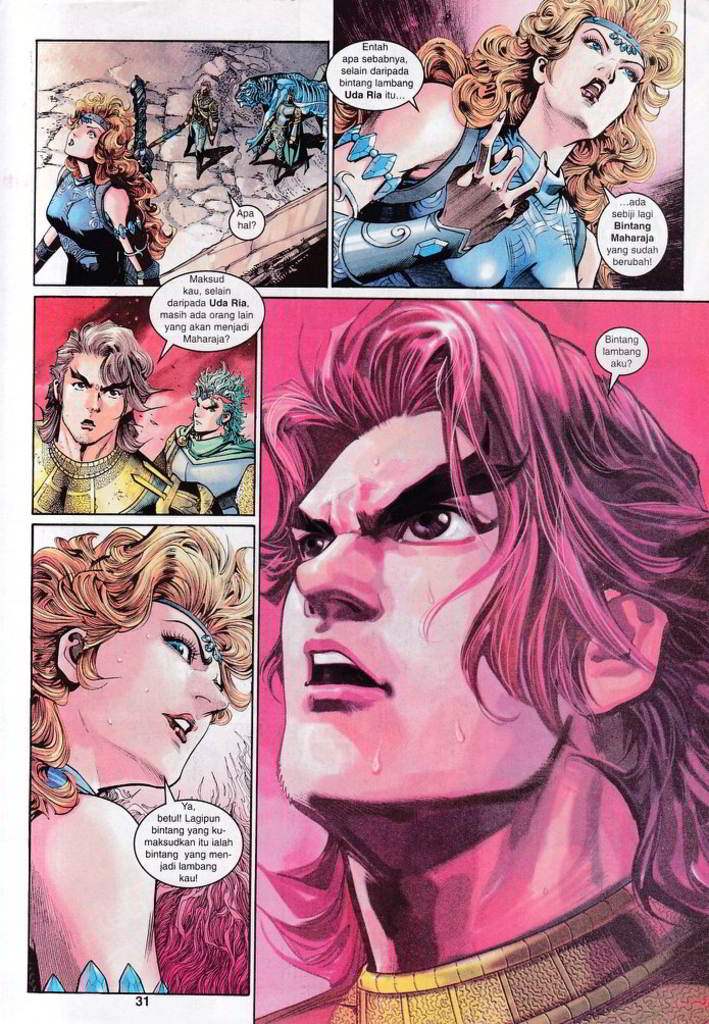 Apa
hal?
Entah
apa sebabnya,
selain daripada
bintang lambang
Uda Ria itu...
...ada
sebiji lagi
Bintang
Maharaja
yang sudah
berubah!
Maksud
kau, selain
daripada Uda Ria,
masih ada orang lain
yang akan menjadi
Maharaja?
Ya,
betul! Lagipun
bintang yang ku-
maksudkan itu ialah
bintang yang men-
jadi lambang
kau!
Bintang
lambang
aku?
31